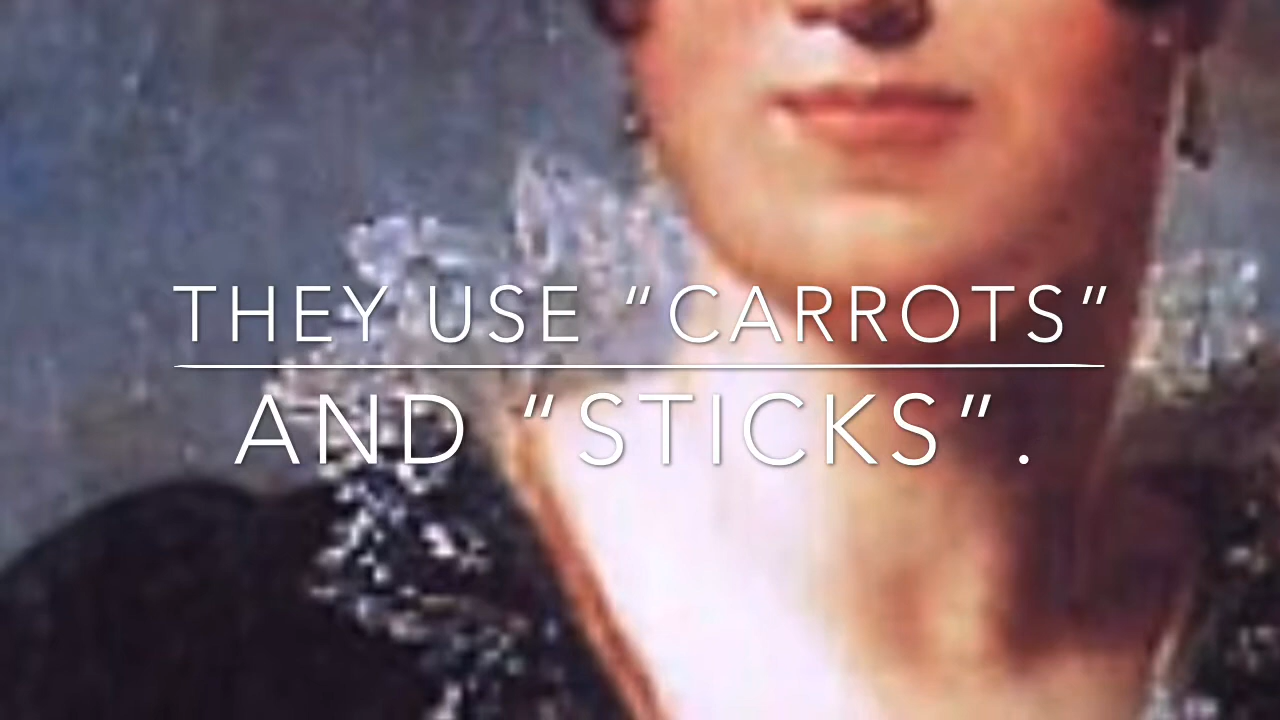 THEY USE “CARROTS”
AND “STICKS”.